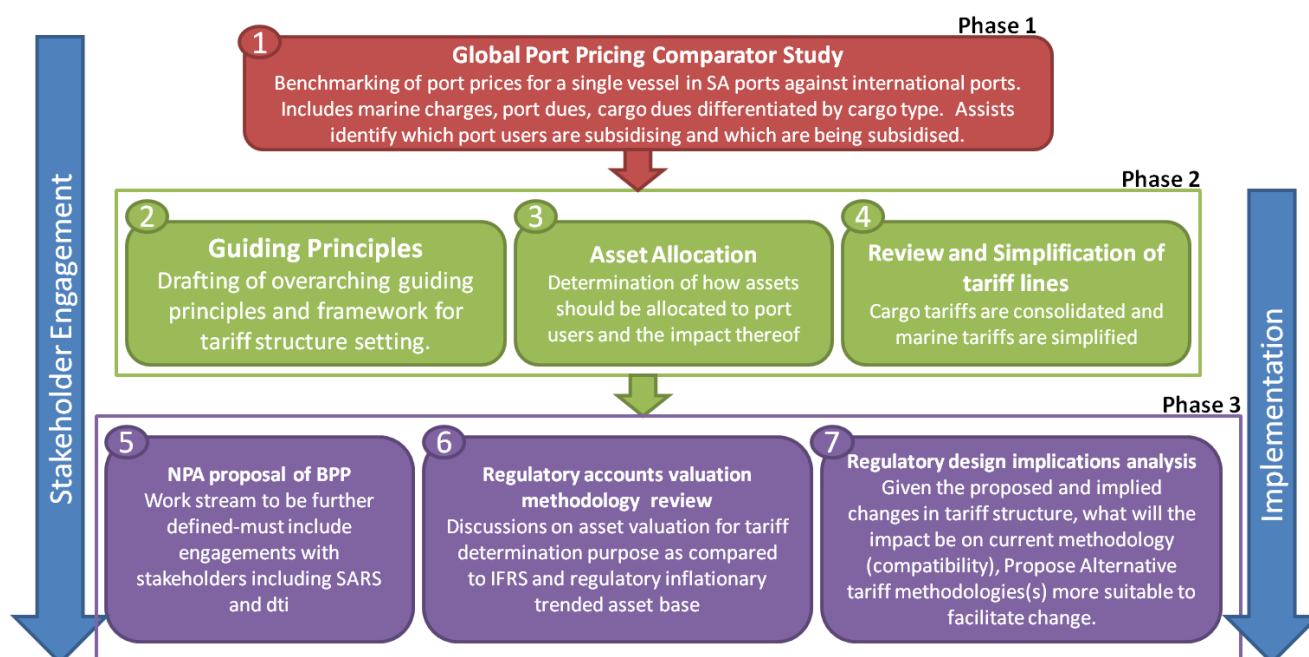 Phase 1
1
Global Port Pricing Comparator Study
Benchmarking of port prices for a single vessel in SA ports against international ports.
Includes marine charges, port dues, cargo dues differentiated by cargo type.  Assists
identify which port users are subsidising and which are being subsidised.
Stakeholder Engagement
Phase 2
2
Guiding Principles
Drafting of overarching guiding
principles and framework for
tariff structure setting.
3
Asset Allocation
Determination of how assets
should be allocated to port
users and the impact thereof
4
Review and Simplification of
tariff lines
Cargo tariffs are consolidated and
marine tariffs are simplified
Implementation
Phase 3
5
NPA proposal of BPP
Work stream to be further
defined-must include
engagements with
stakeholders including SARS
and dti
6
Regulatory accounts valuation
methodology review
Discussions on asset valuation for tariff
determination purpose as compared
to IFRS and regulatory inflationary
trended asset base
7
Regulatory design implications analysis
Given the proposed and implied
changes in tariff structure, what will the
impact be on current methodology
(compatibility), Propose Alternative
tariff methodologies(s) more suitable to
facilitate change.